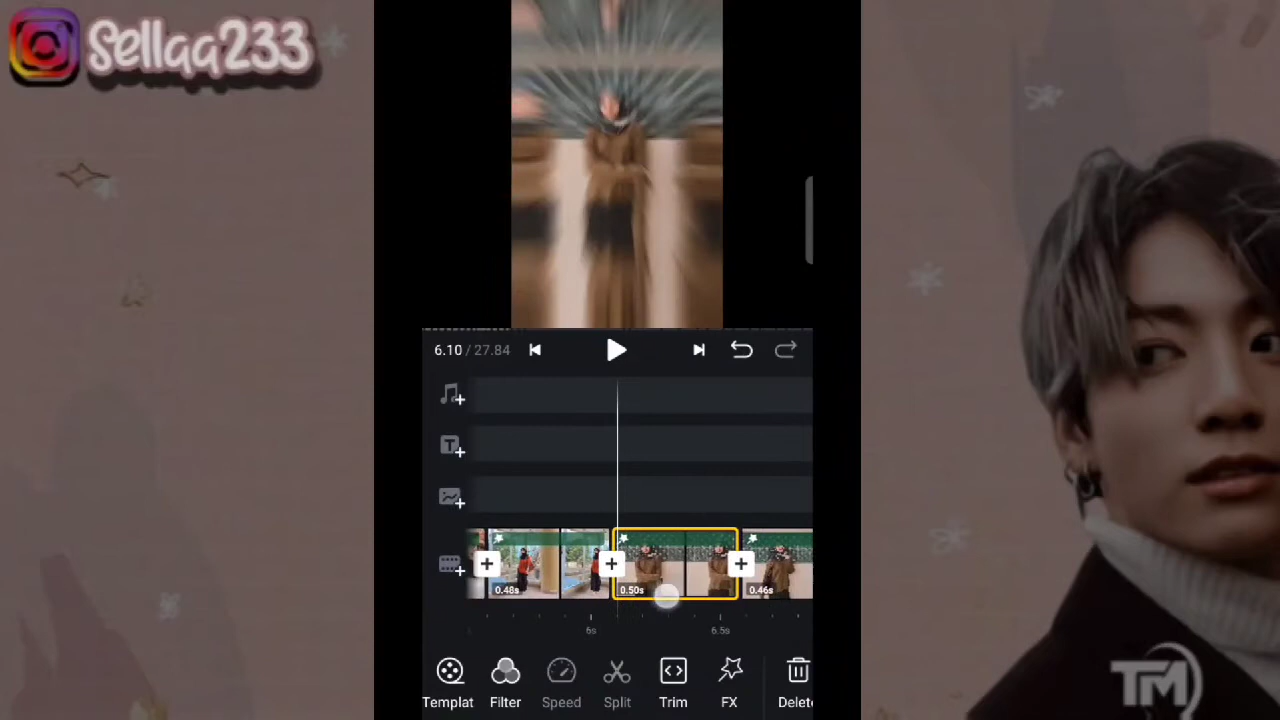 Sellaa233
6.10 / 27.84
T
0.48s
0.50s
0.46s
6s
6.5s
Templat
Filter
Speed
Split
Trim
FX
Delete
TM